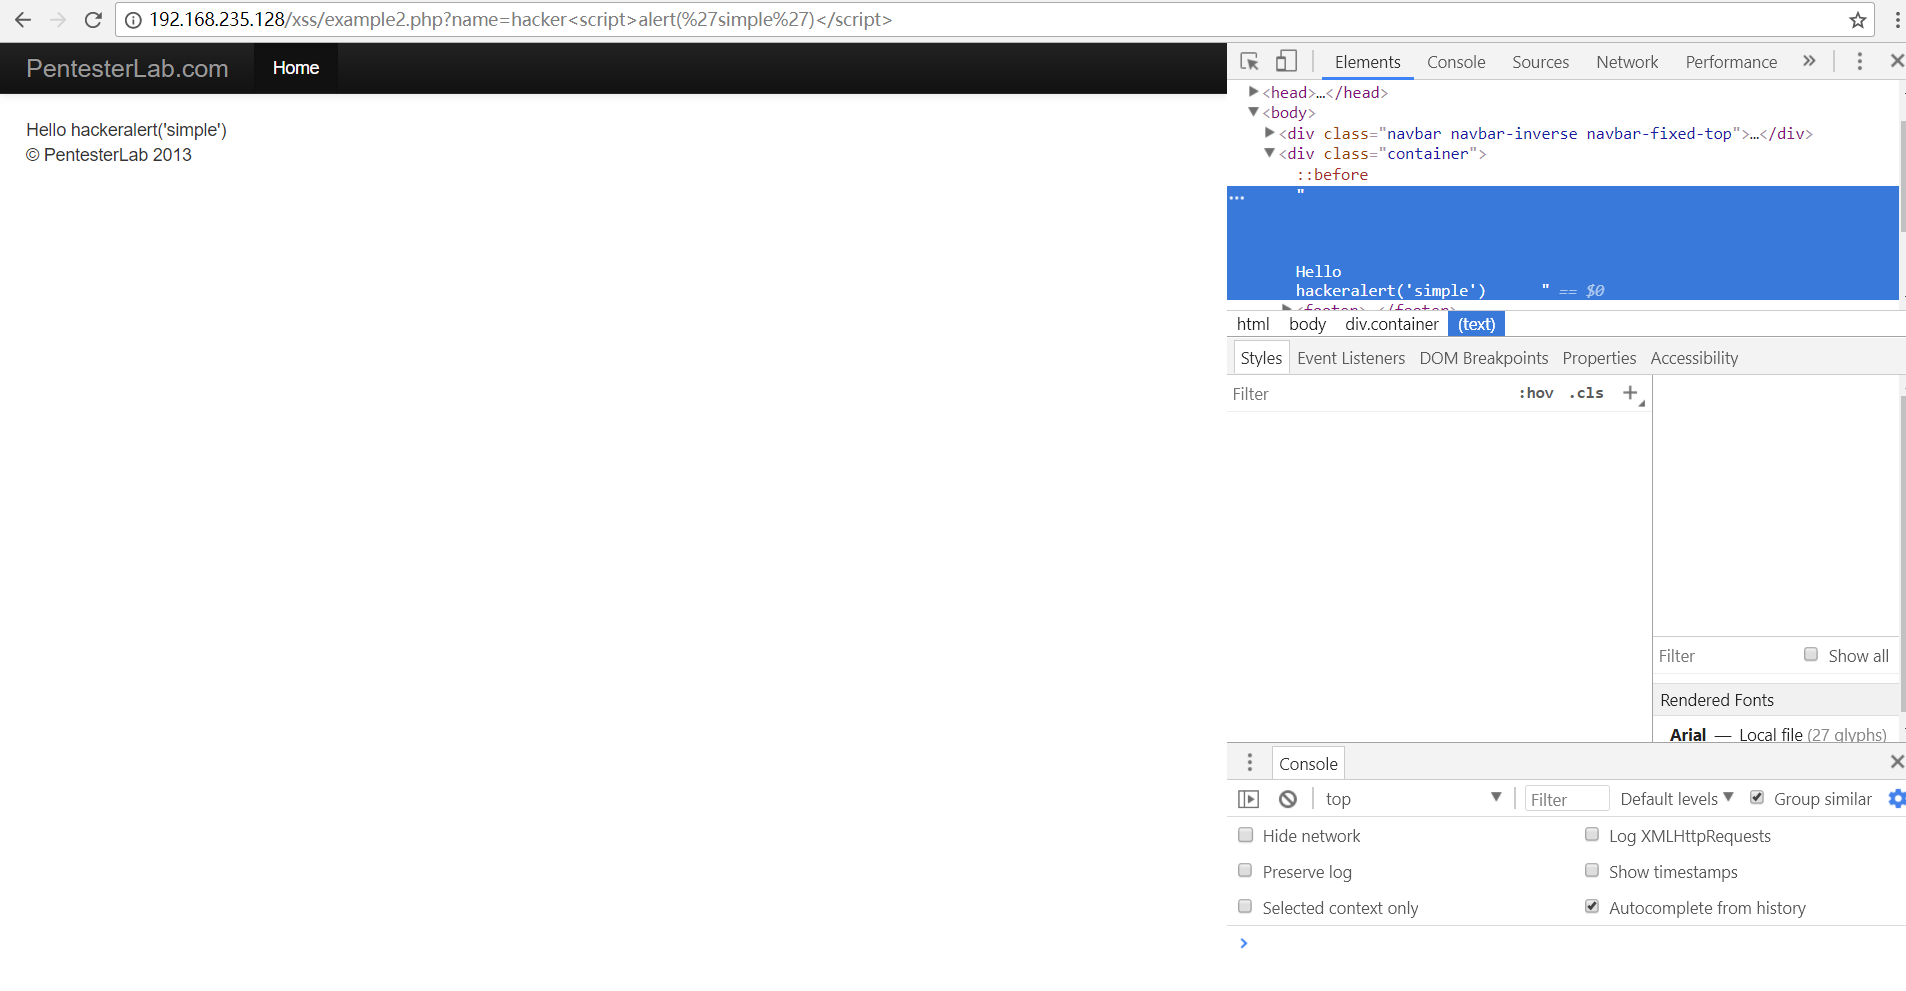 192.168.235.128/xss/example2.php?name=hacker<script>alert(%27simple%27)</script>
PentesterLab.com Home
Hello hackeralert('simple')
© PentesterLab 2013
Elements Console Sources Network Performance »
<head>…</head>
<body>
<div class="navbar navbar-inverse navbar-fixed-top">…</div>
<div class="container">
::before
"
Hello
hackeralert('simple') " == $0
<footer>…</footer>
html body div.container (text)
Styles Event Listeners DOM Breakpoints Properties Accessibility
Filter :hov .cls +
Filter Show all
Rendered Fonts
Arial — Local file (27 glyphs)
Console
top Filter Default levels Group similar
Hide network Log XMLHttpRequests
Preserve log Show timestamps
Selected context only Autocomplete from history